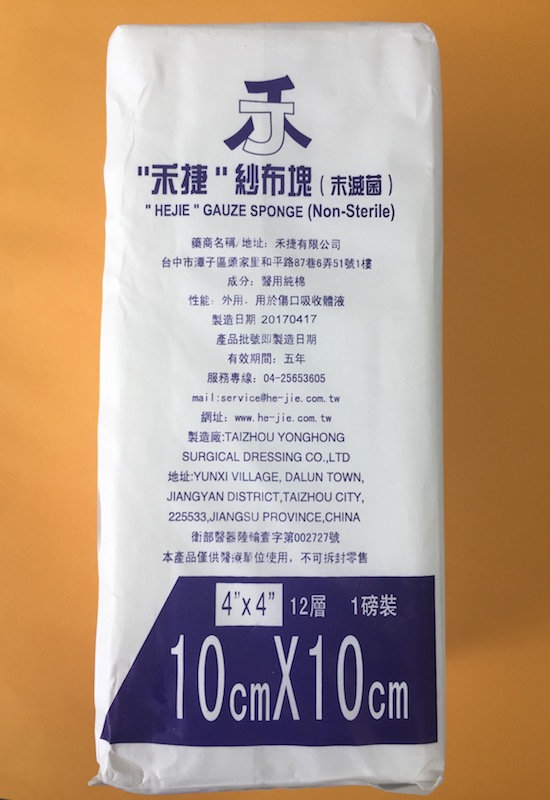 禾
"禾捷"紗布塊(未滅菌)
"HEJIE" GAUZE SPONGE (Non-Sterile)
藥商名稱/地址: 禾捷有限公司
台中市潭子區頭家里和平路87巷6弄51號1樓
成分: 醫用純棉
性能: 外用, 用於傷口吸收體液
製造日期 20170417
產品批號即製造日期
有效期間: 五年
服務專線: 04-25653605
mail:service@he-jie.com.tw
網址: www.he-jie.com.tw
製造廠:TAIZHOU YONGHONG
SURGICAL DRESSING CO.,LTD
地址:YUNXI VILLAGE, DALUN TOWN,
JIANGYAN DISTRICT,TAIZHOU CITY,
225533,JIANGSU PROVINCE,CHINA
衛部醫器陸輸壹字第002727號
本產品僅供醫療單位使用, 不可拆封零售
4"x4" 12層 1磅裝
10cmX10cm